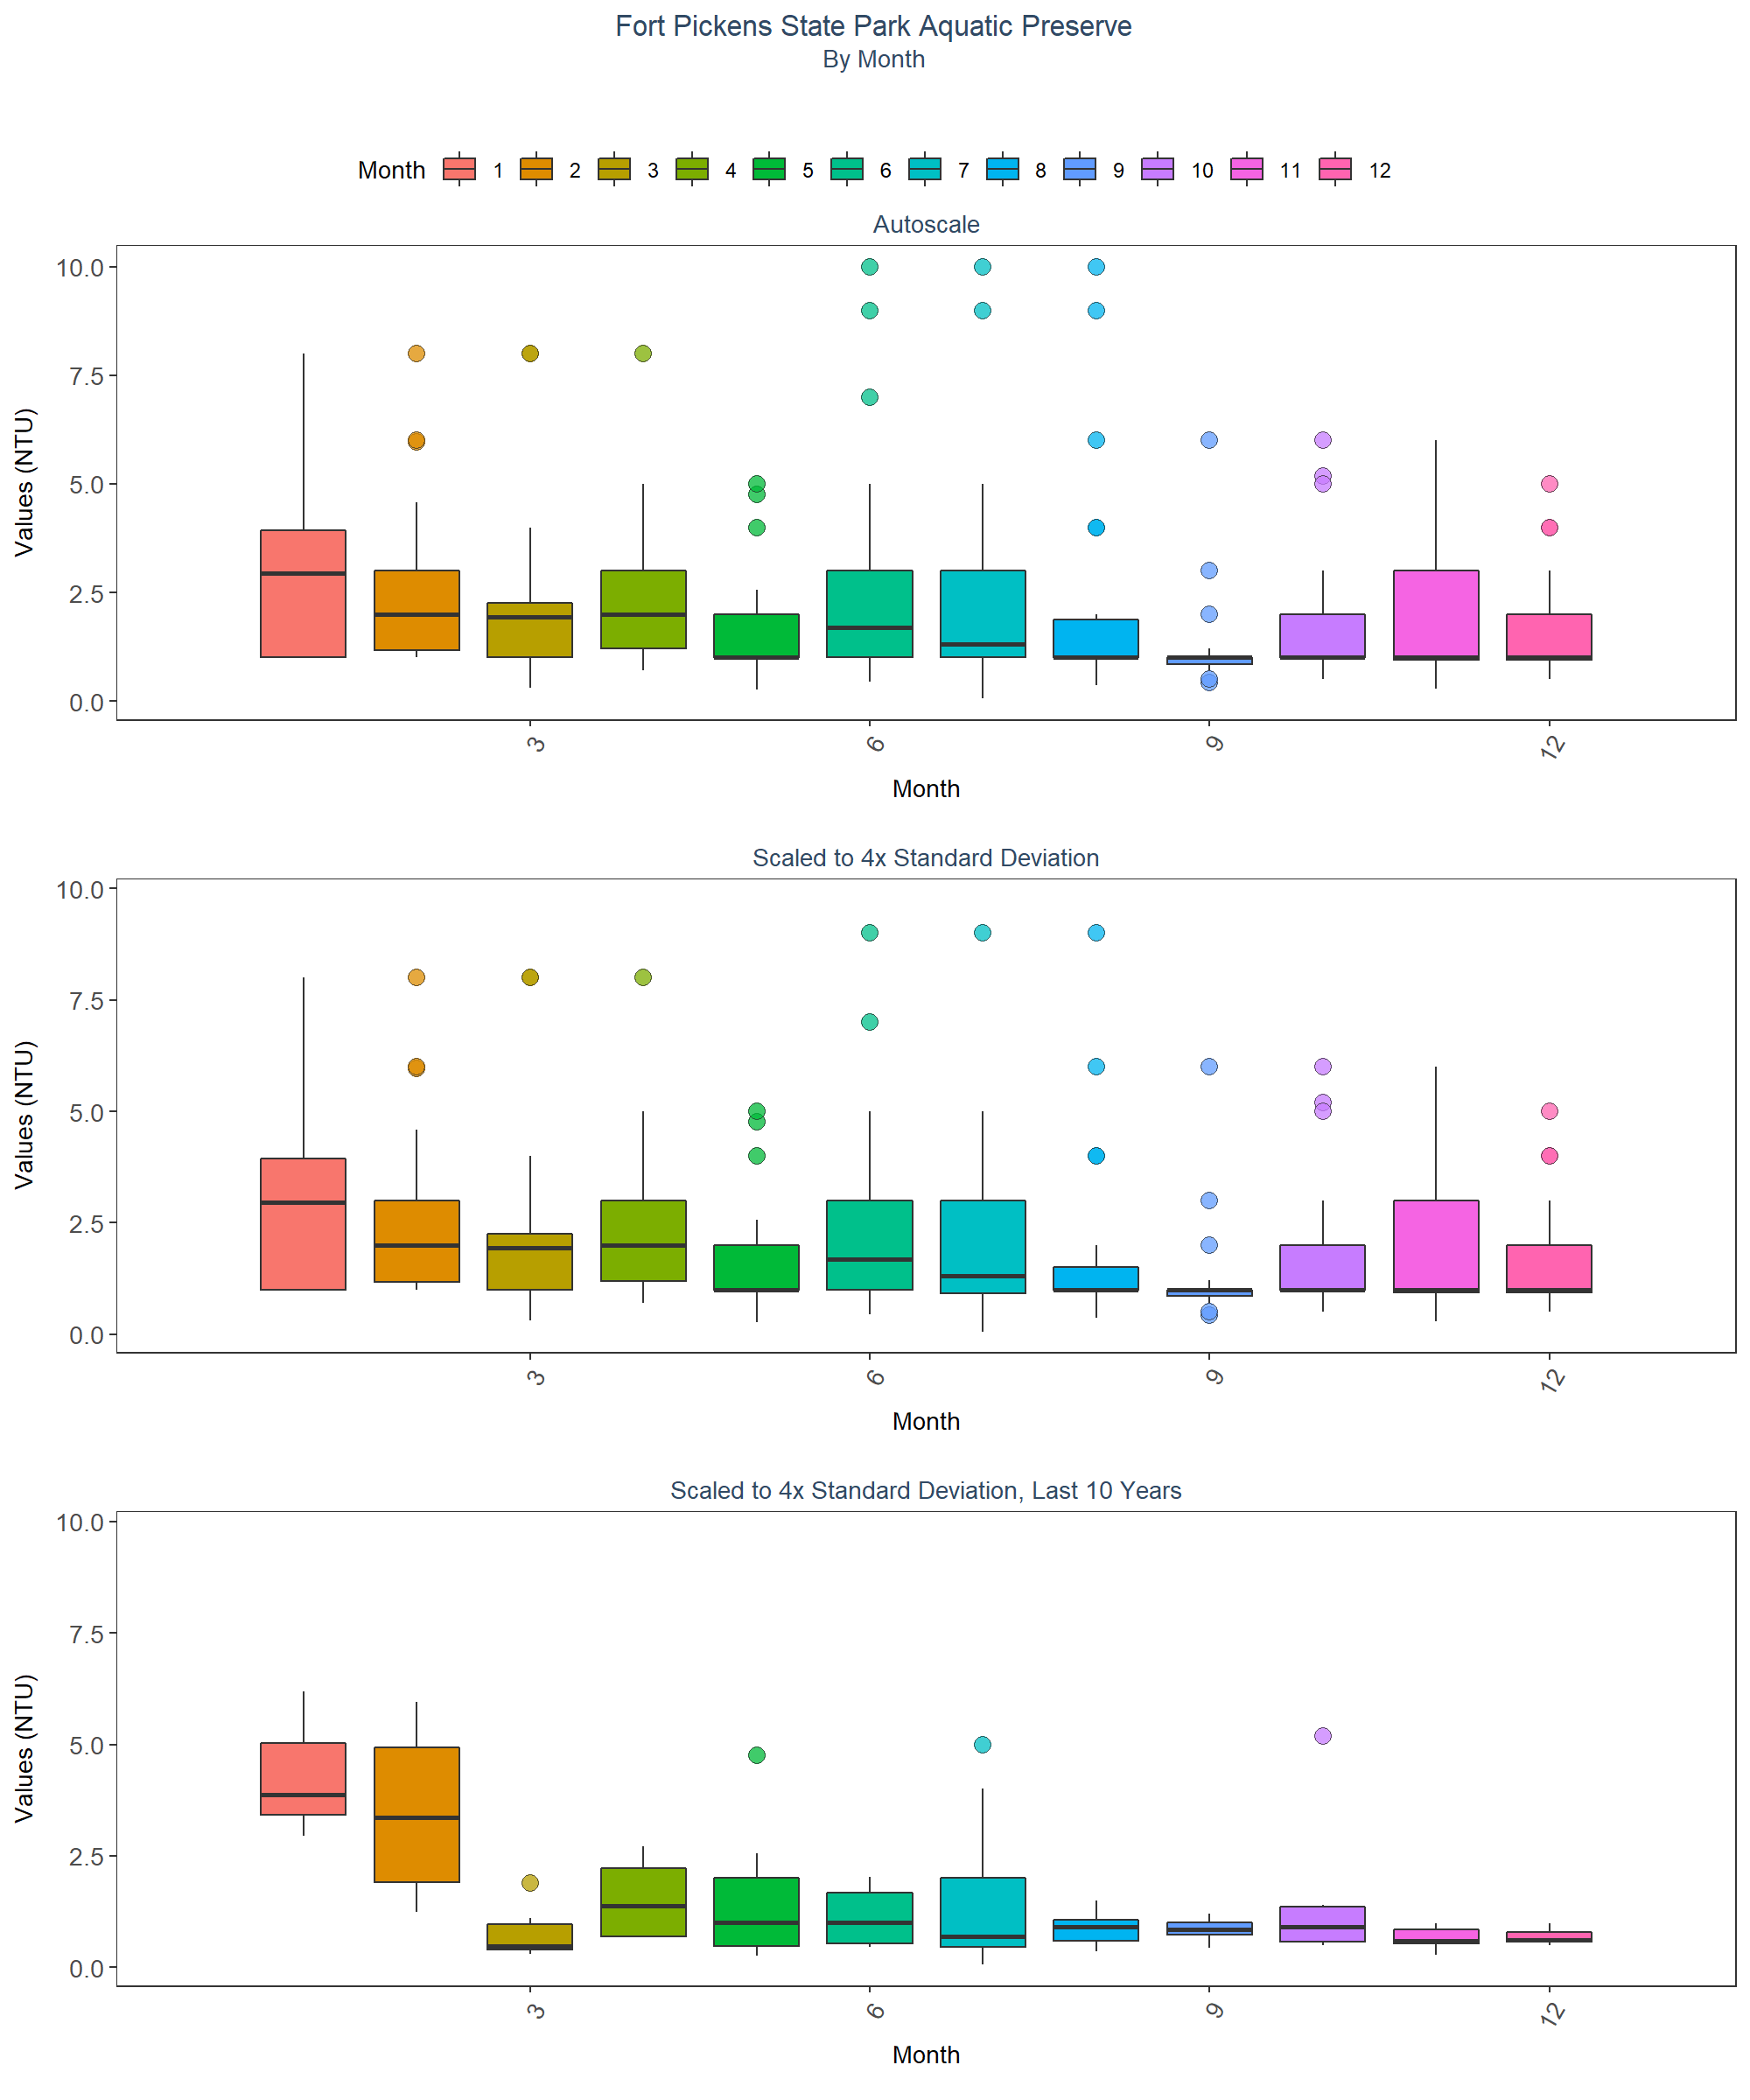 Fort Pickens State Park Aquatic Preserve
By Month
Month 1 2 3 4 5 6 7 8 9 10 11 12
Autoscale
Values (NTU)
10.0
7.5
5.0
2.5
0.0
3 6 9 12
Month
Scaled to 4x Standard Deviation
Values (NTU)
10.0
7.5
5.0
2.5
0.0
3 6 9 12
Month
Scaled to 4x Standard Deviation, Last 10 Years
Values (NTU)
10.0
7.5
5.0
2.5
0.0
3 6 9 12
Month